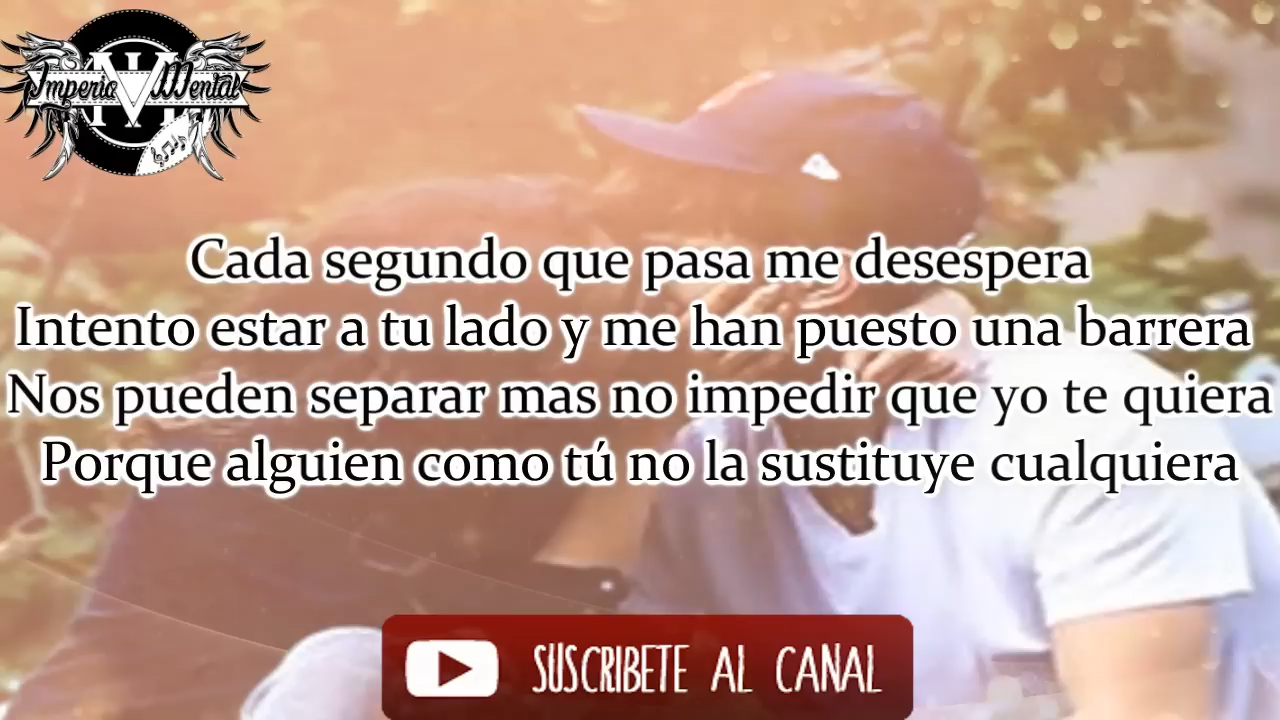 Imperio Mental
Cada segundo que pasa me desespera
Intento estar a tu lado y me han puesto una barrera
Nos pueden separar mas no impedir que yo te quiera
Porque alguien como tú no la sustituye cualquiera
SUSCRIBETE AL CANAL